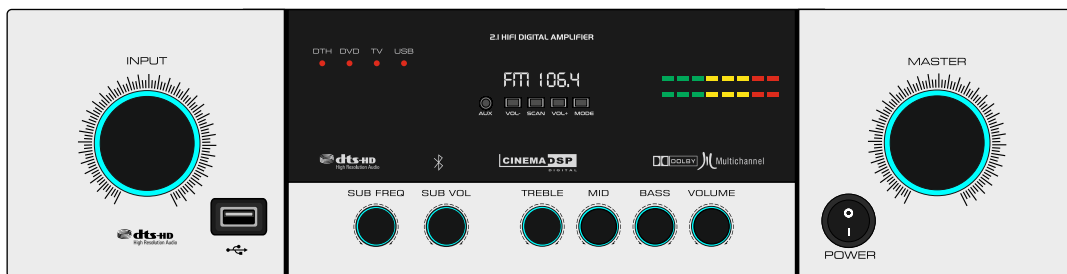 2.1 HIFI DIGITAL AMPLIFIER
DTH DVD TV USB
INPUT
MASTER
FM 106.4
AUX VOL- SCAN VOL+ MODE
dts-HD
High Resolution Audio
CINEMA DSP
DIGITAL
DOLBY Multichannel
SUB FREQ SUB VOL TREBLE MID BASS VOLUME
dts-HD
High Resolution Audio
O
I
POWER